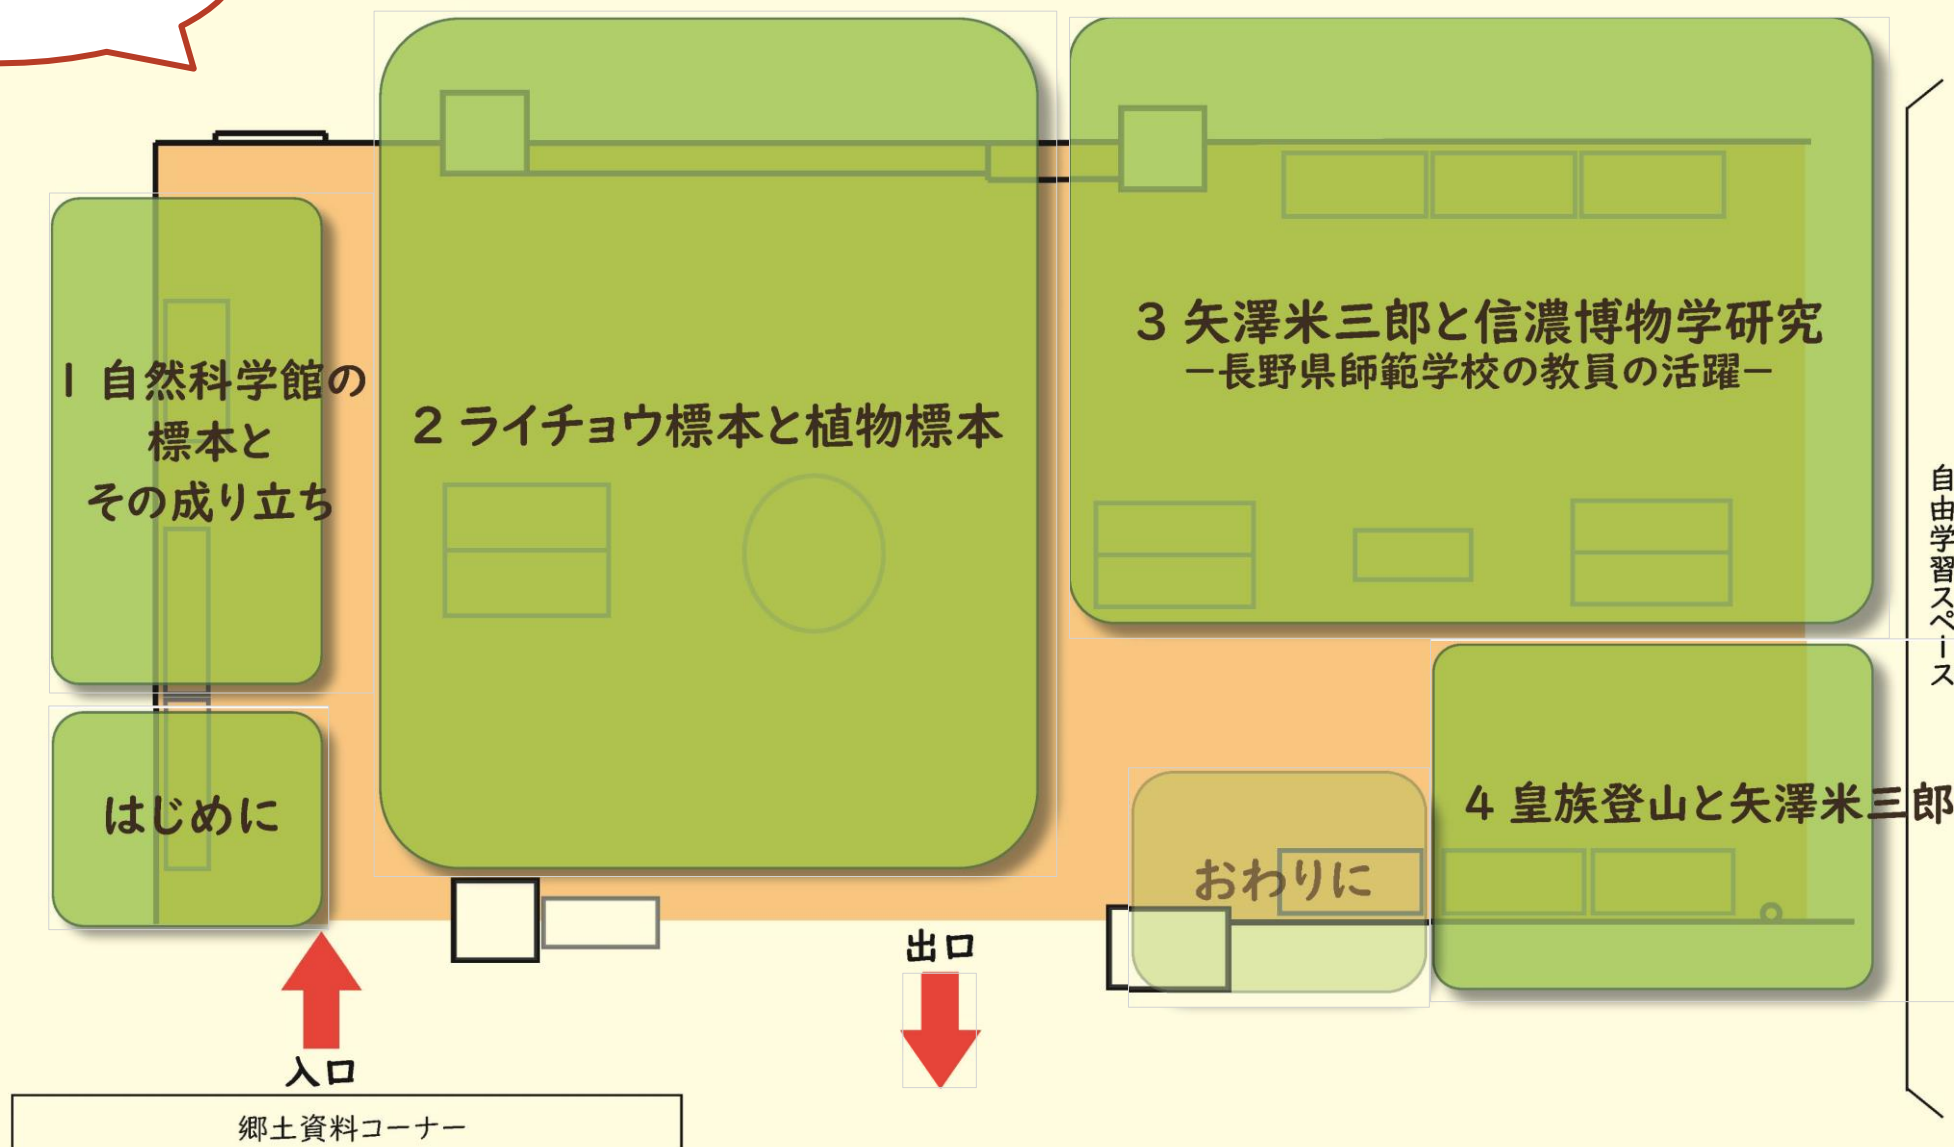 はじめに
1 自然科学館の
標本と
その成り立ち
2 ライチョウ標本と植物標本
3 矢澤米三郎と信濃博物学研究
－長野県師範学校の教員の活躍－
4 皇族登山と矢澤米三郎
おわりに
自由学習スペース
入口
出口
郷土資料コーナー